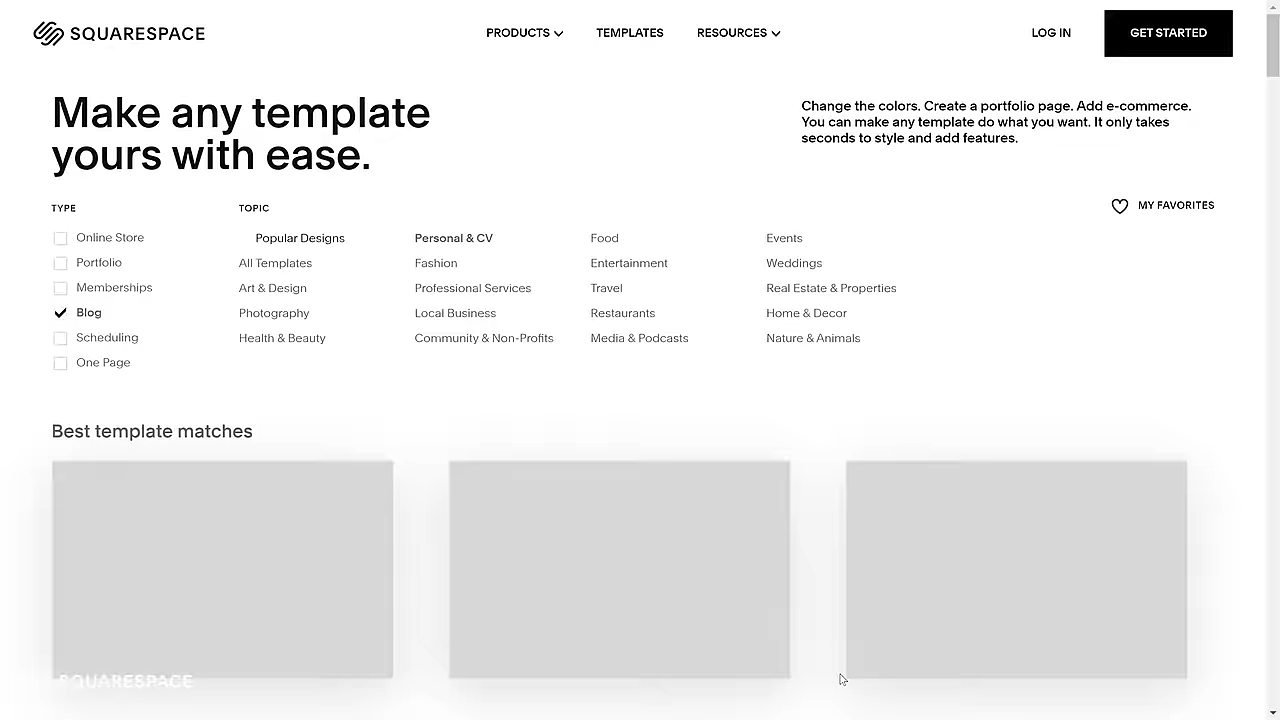 SQUARESPACE
PRODUCTS
TEMPLATES
RESOURCES
LOG IN
GET STARTED
Make any template
yours with ease.
Change the colors. Create a portfolio page. Add e-commerce.
You can make any template do what you want. It only takes
seconds to style and add features.
MY FAVORITES
TYPE
Online Store
Portfolio
Memberships
Blog
Scheduling
One Page
TOPIC
Popular Designs
All Templates
Art & Design
Photography
Health & Beauty
Personal & CV
Fashion
Professional Services
Local Business
Community & Non-Profits
Food
Entertainment
Travel
Restaurants
Media & Podcasts
Events
Weddings
Real Estate & Properties
Home & Decor
Nature & Animals
Best template matches
SQUARESPACE